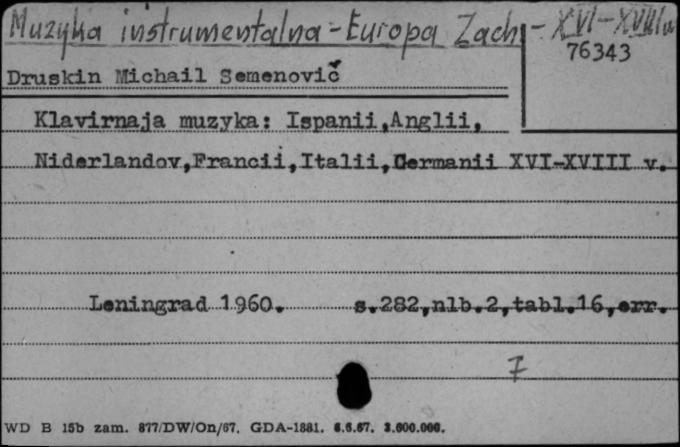 Muzyka instrumentalna - Europa Zach. - XVI-XVIII w
76343
Druskin Michail Semenovič
Klavirnaja muzyka: Ispanii,Anglii,
Niderlandov,Francii,Italii,Germanii XVI-XVIII v.
Leningrad 1960. s.282,nlb.2,tabl.16,err.
7
WD B 15b zam. 877/DW/On/67. GDA-1881. 6.6.67. 3.600.000.